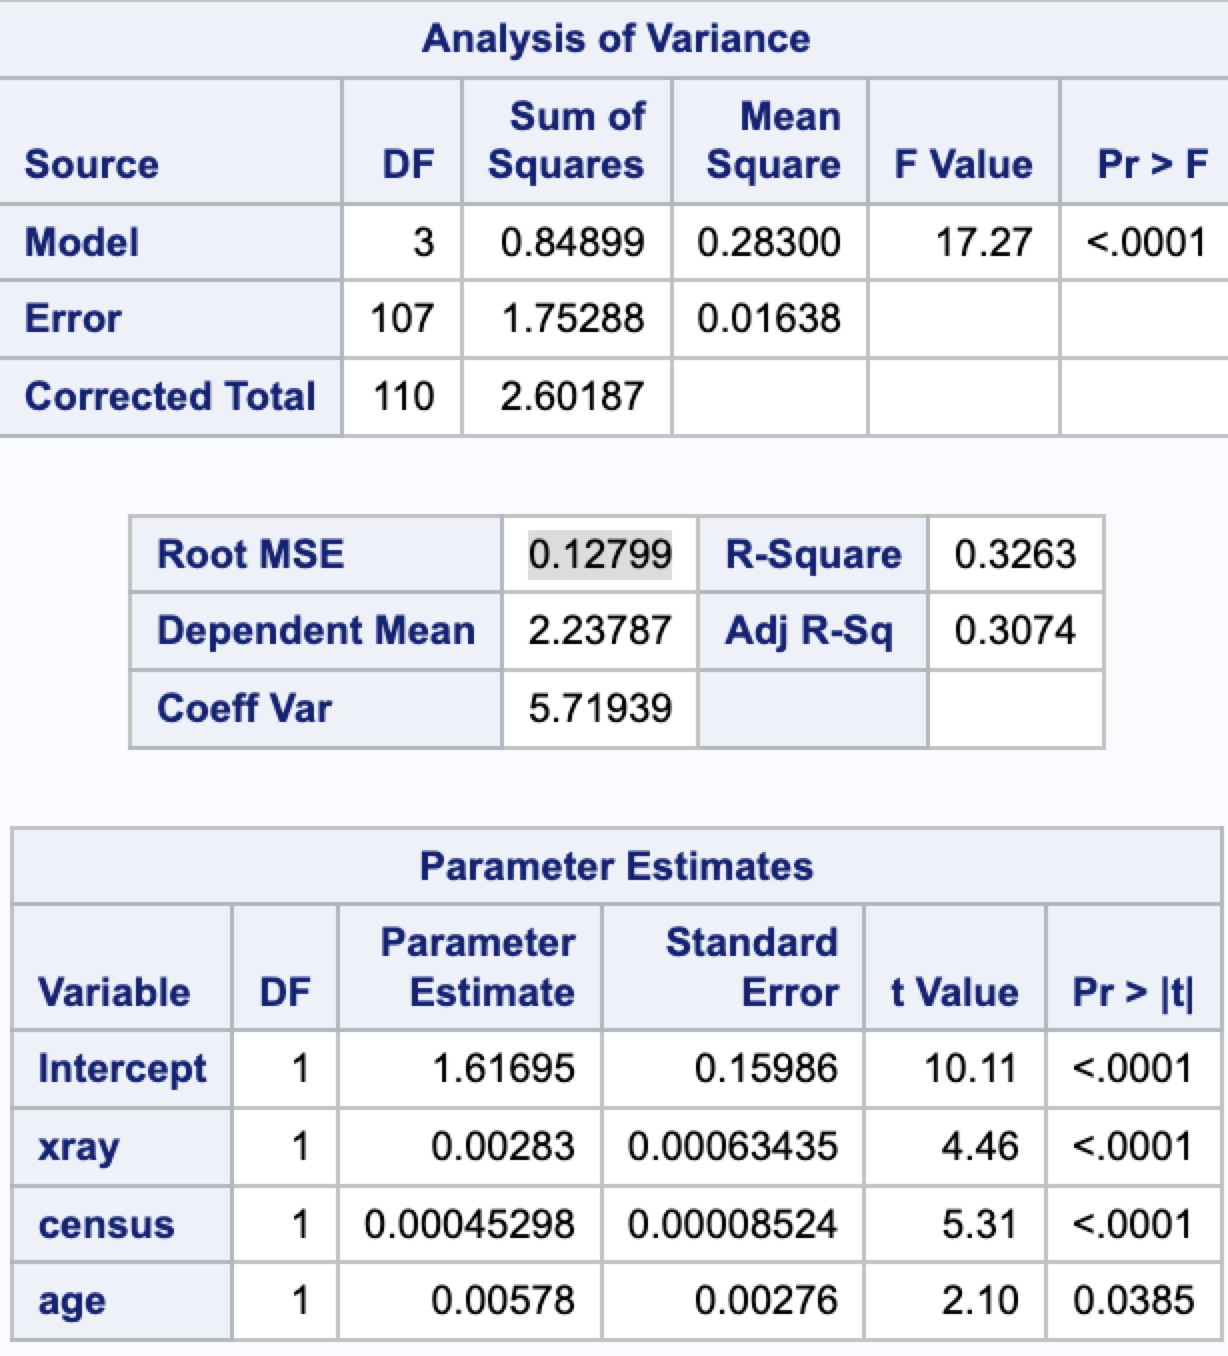 Analysis of Variance
Source DF Sum of Squares Mean Square F Value Pr > F
Model 3 0.84899 0.28300 17.27 <.0001
Error 107 1.75288 0.01638
Corrected Total 110 2.60187
Root MSE 0.12799 R-Square 0.3263
Dependent Mean 2.23787 Adj R-Sq 0.3074
Coeff Var 5.71939
Parameter Estimates
Variable DF Parameter Estimate Standard Error t Value Pr > |t|
Intercept 1 1.61695 0.15986 10.11 <.0001
xray 1 0.00283 0.00063435 4.46 <.0001
census 1 0.00045298 0.00008524 5.31 <.0001
age 1 0.00578 0.00276 2.10 0.0385